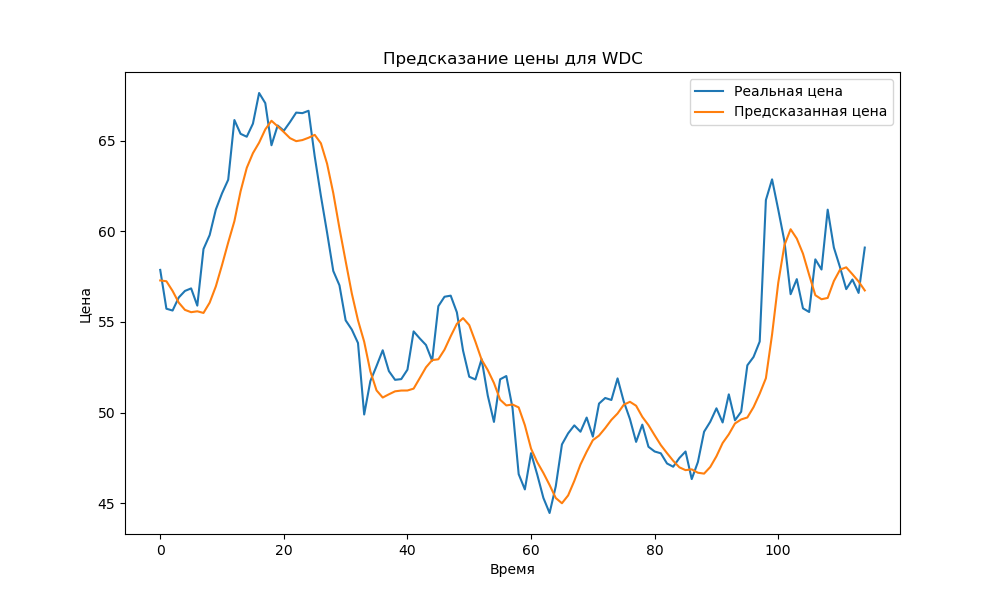 Предсказание цены для WDC
Реальная цена
Предсказанная цена
Цена
65
60
55
50
45
0 20 40 60 80 100
Время